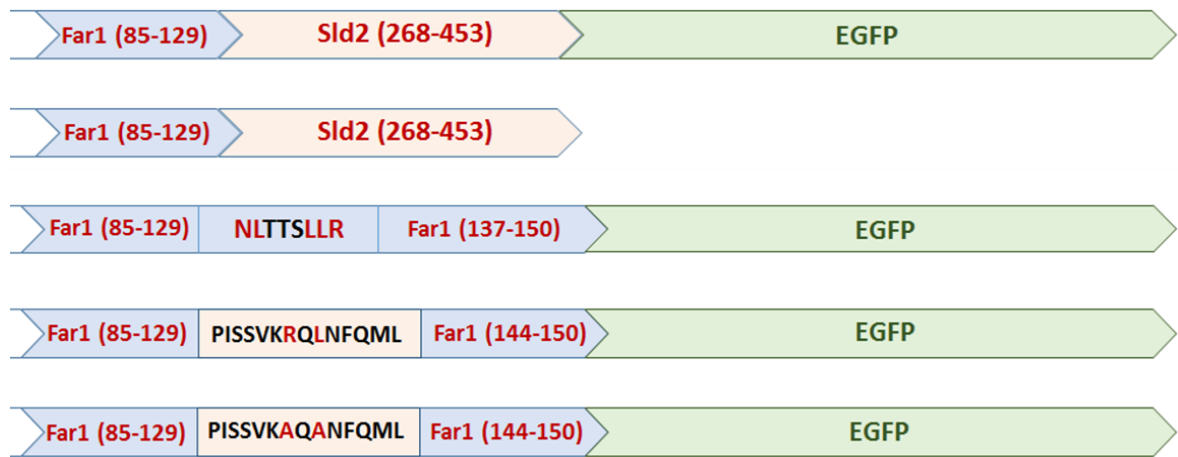 Far1 (85-129) Sld2 (268-453) EGFP
Far1 (85-129) Sld2 (268-453)
Far1 (85-129) NLTTSLLR Far1 (137-150) EGFP
Far1 (85-129) PISSVKRQLNFQML Far1 (144-150) EGFP
Far1 (85-129) PISSVKAQANFQML Far1 (144-150) EGFP